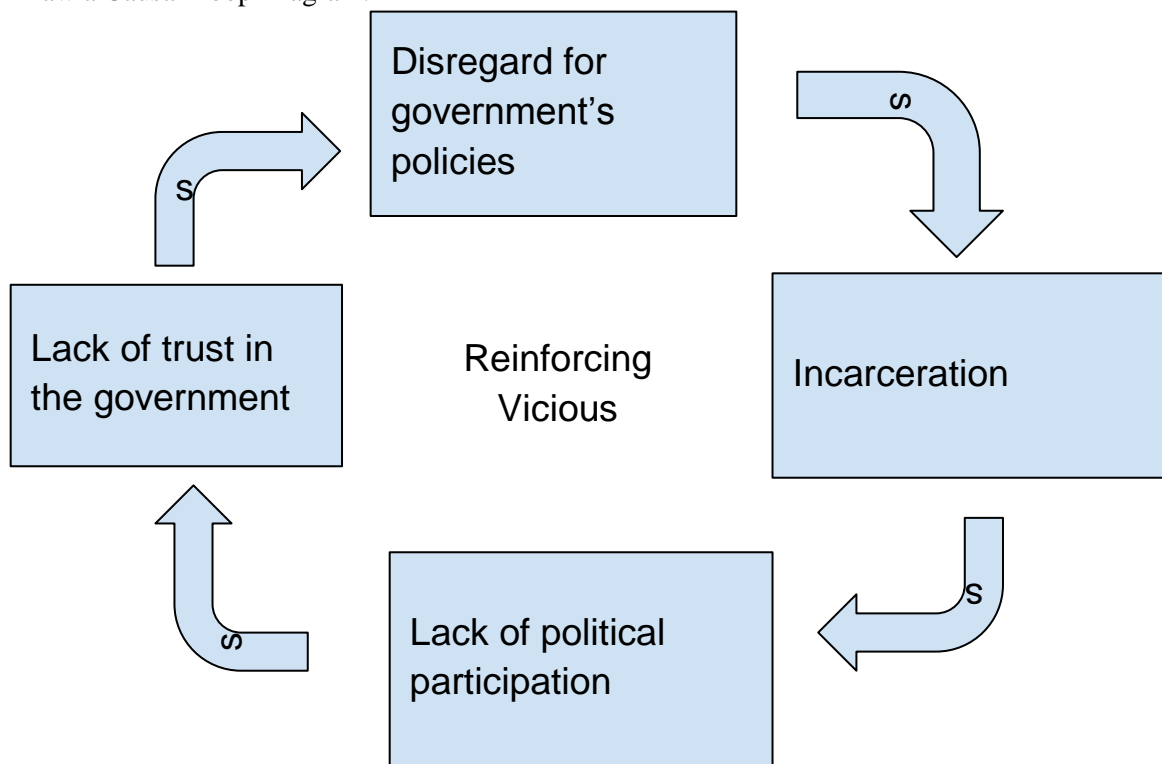 Disregard for
government’s
policies
s
s
Lack of trust in
the government
Reinforcing
Vicious
Incarceration
s
s
Lack of political
participation